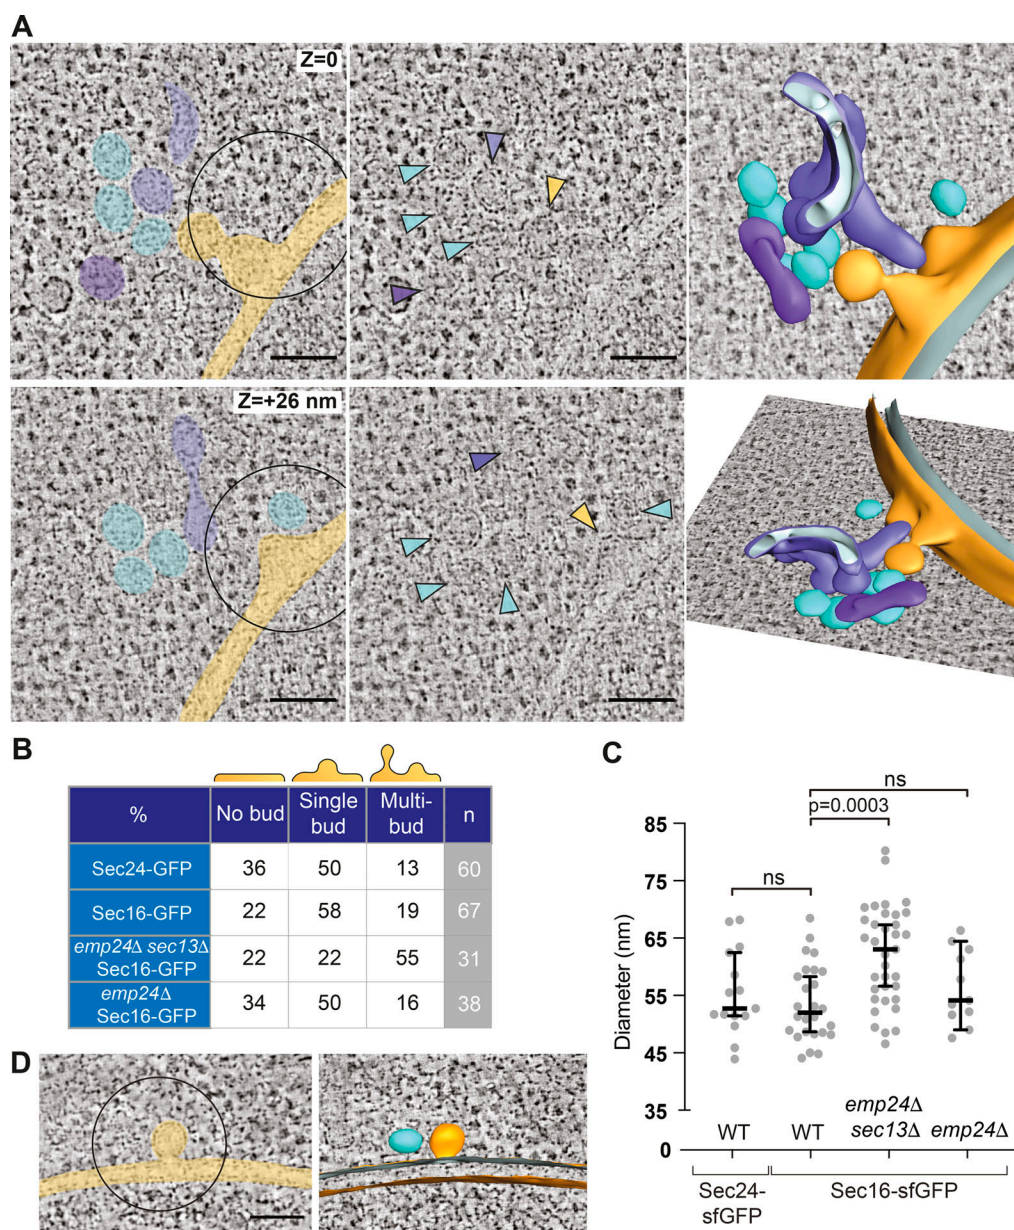 A
Z=0
Z=+26 nm
B
% No bud Single bud Multi-bud n
Sec24-GFP 36 50 13 60
Sec16-GFP 22 58 19 67
emp24Δ sec13Δ
Sec16-GFP 22 22 55 31
emp24Δ
Sec16-GFP 34 50 16 38
C
ns
p=0.0003
ns
Diameter (nm)
85
75
65
55
45
35
0
WT WT emp24Δ sec13Δ emp24Δ
Sec24-sfGFP Sec16-sfGFP
D